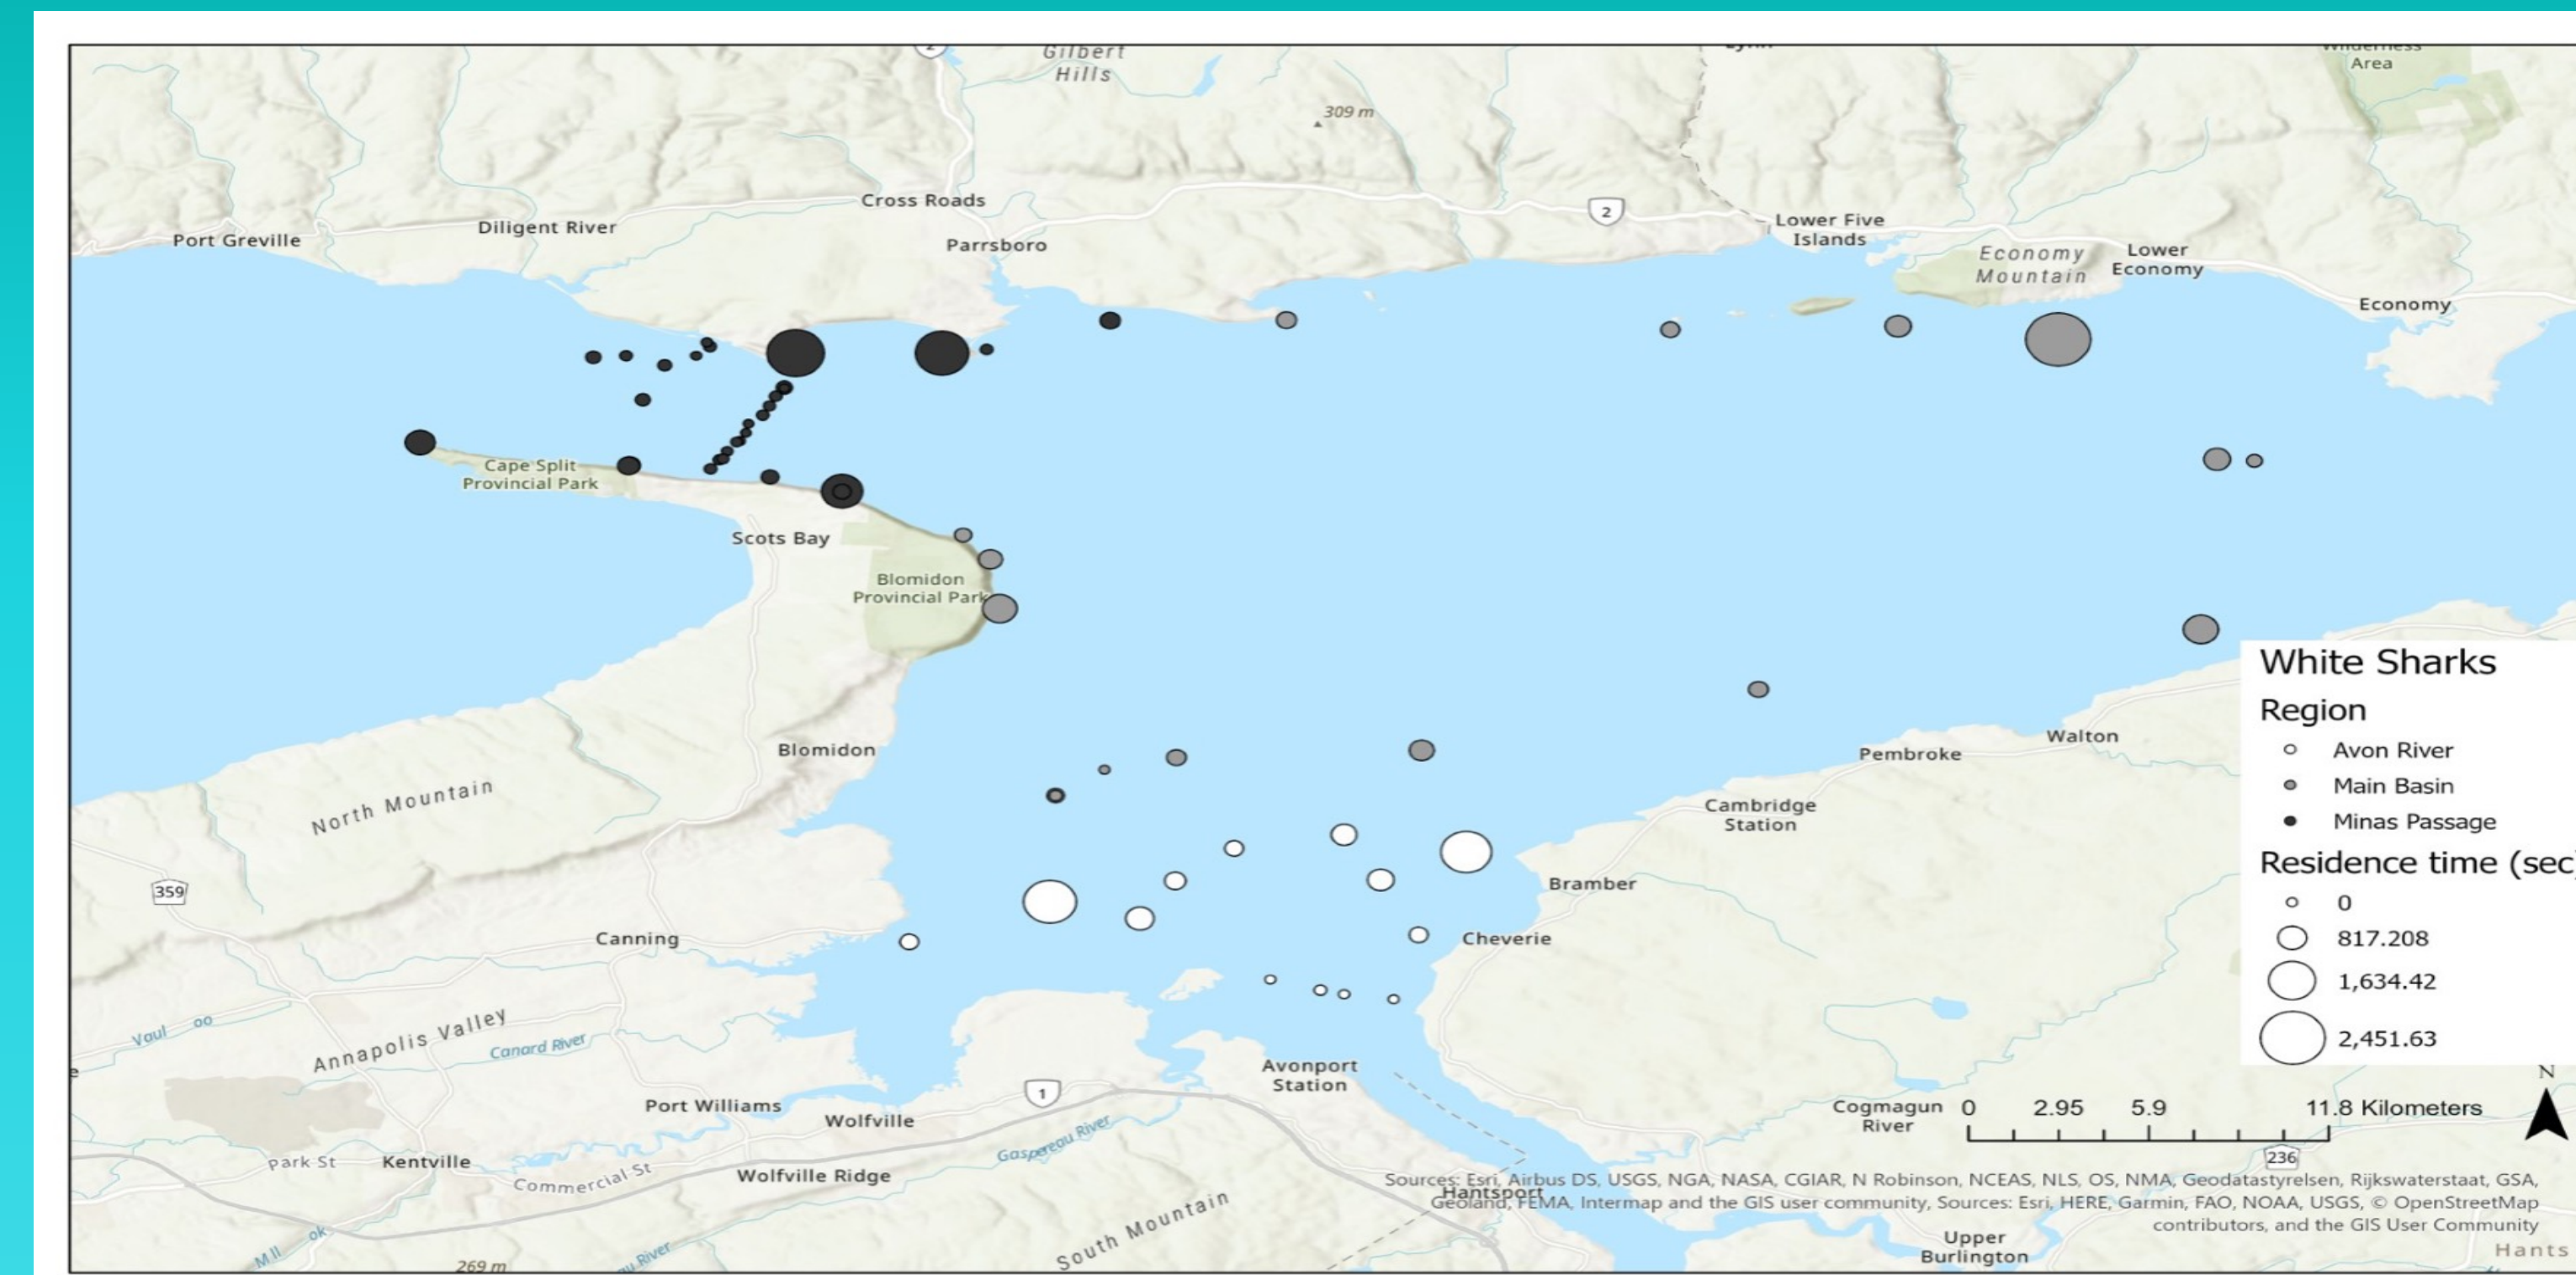 Gilbert
Hills
Area
309 m
2
Cross Roads
Diligent River
Port Greville
Parrsboro
Lower Five
Islands
Economy
Mountain
Lower
Economy
Economy
Cape Split
Provincial Park
Scots Bay
Blomidon
Provincial Park
Blomidon
North Mountain
Pembroke
Walton
Cambridge
Station
Bramber
Cheverie
359
Canning
Annapolis Valley
Canard River
Avonport
Station
1
Port Williams
Wolfville
Gaspereau River
Park St
Kentville
Commercial St
Wolfville Ridge
South Mountain
269 m
River
Hantsport
Cogmagun
River
236
Upper
Burlington
Hants
White Sharks
Region
Avon River
Main Basin
Minas Passage
Residence time (sec
0
817.208
1,634.42
2,451.63
N
0 2.95 5.9 11.8 Kilometers
Sources: Esri, Airbus DS, USGS, NGA, NASA, CGIAR, N Robinson, NCEAS, NLS, OS, NMA, Geodatastyrelsen, Rijkswaterstaat, GSA,
Geoland, FEMA, Intermap and the GIS user community, Sources: Esri, HERE, Garmin, FAO, NOAA, USGS, © OpenStreetMap
contributors, and the GIS User Community